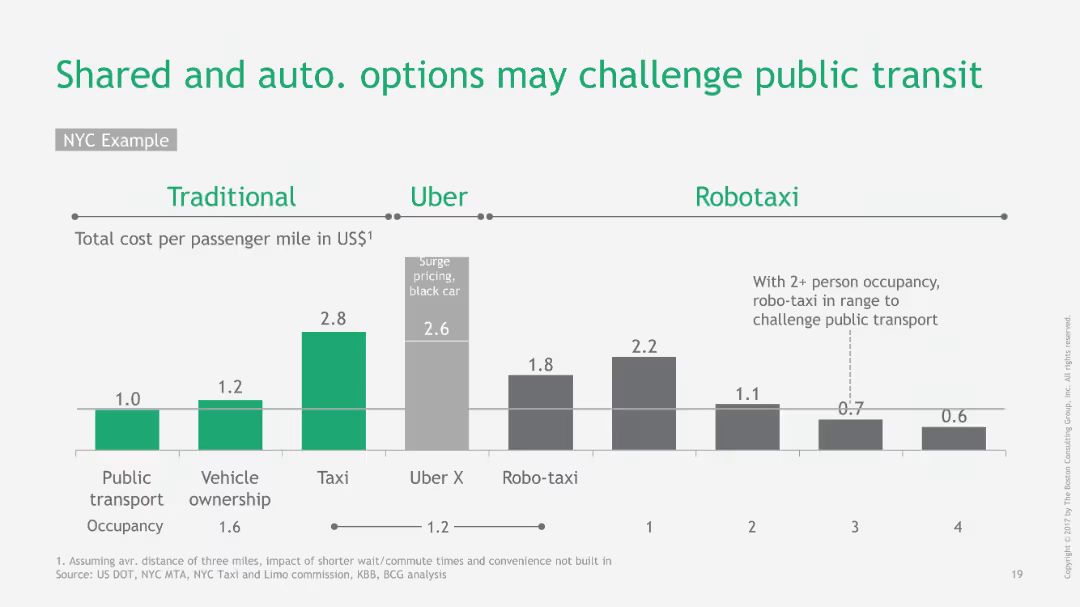 Shared and auto. options may challenge public transit
NYC Example
Traditional
Uber
Robotaxi
Total cost per passenger mile in US$1
Surge
pricing,
black car
With 2+ person occupancy,
robo-taxi in range to
challenge public transport
1.0
1.2
2.8
2.6
1.8
2.2
1.1
0.7
0.6
Public
transport
Vehicle
ownership
Taxi
Uber X
Robo-taxi
Occupancy
1.6
1.2
1
2
3
4
1. Assuming avr. distance of three miles, impact of shorter wait/commute times and convenience not built in
Source: US DOT, NYC MTA, NYC Taxi and Limo commission, KBB, BCG analysis
19
Copyright © 2017 by The Boston Consulting Group, Inc. All rights reserved.